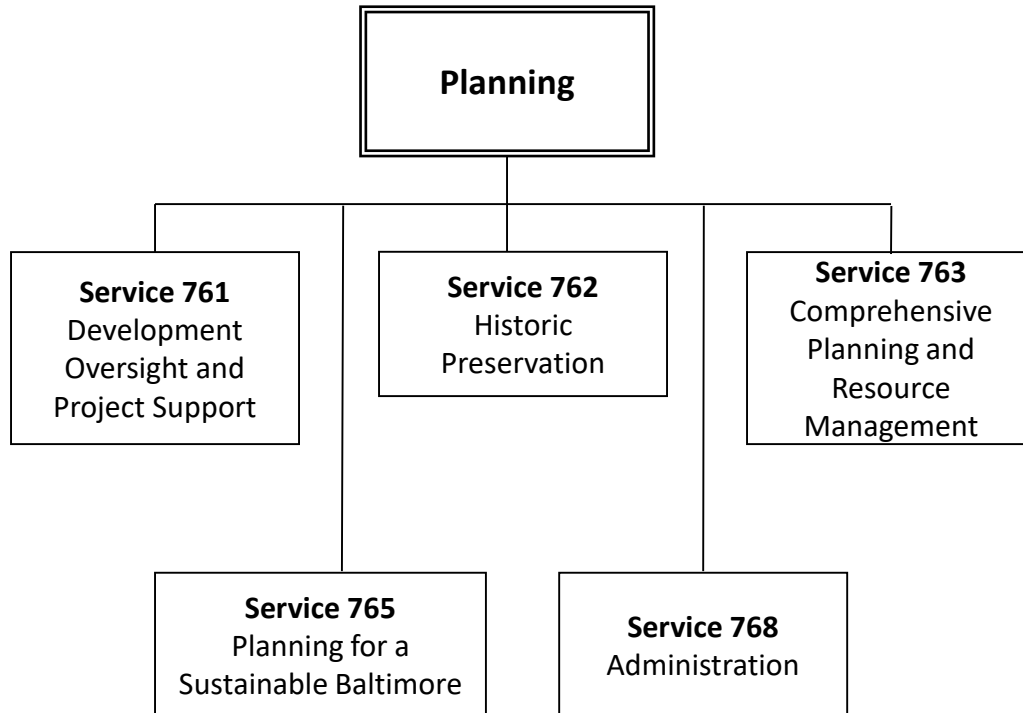 Planning
Service 761
Development
Oversight and
Project Support
Service 762
Historic
Preservation
Service 763
Comprehensive
Planning and
Resource
Management
Service 765
Planning for a
Sustainable Baltimore
Service 768
Administration